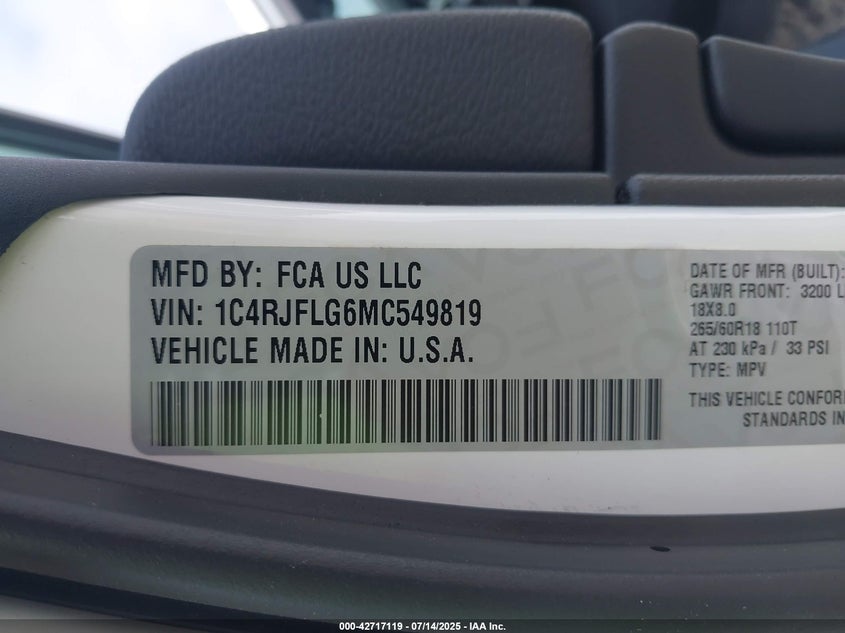 MFD BY: FCA US LLC
VIN: 1C4RJFLG6MC549819
VEHICLE MADE IN: U.S.A.
DATE OF MFR (BUILT):
GAWR FRONT: 3200 L
18X8.0
265/60R18 110T
AT 230 kPa / 33 PSI
TYPE: MPV
THIS VEHICLE CONFOR
STANDARDS IN
000-42717119 - 07/14/2025 - IAA Inc.